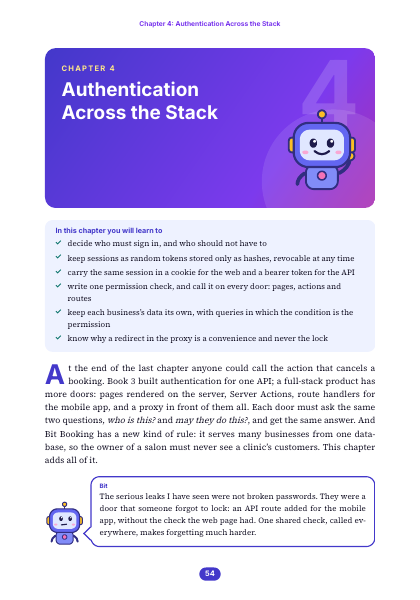 Chapter 4: Authentication Across the Stack
CHAPTER 4
4
Authentication
Across the Stack
In this chapter you will learn to
decide who must sign in, and who should not have to
keep sessions as random tokens stored only as hashes, revocable at any time
carry the same session in a cookie for the web and a bearer token for the API
write one permission check, and call it on every door: pages, actions and
routes
keep each business's data its own, with queries in which the condition is the
permission
know why a redirect in the proxy is a convenience and never the lock
At the end of the last chapter anyone could call the action that cancels a
booking. Book 3 built authentication for one API; a full-stack product has
more doors: pages rendered on the server, Server Actions, route handlers for
the mobile app, and a proxy in front of them all. Each door must ask the same
two questions, who is this? and may they do this?, and get the same answer. And
Bit Booking has a new kind of rule: it serves many businesses from one data-
base, so the owner of a salon must never see a clinic's customers. This chapter
adds all of it.
Bit
The serious leaks I have seen were not broken passwords. They were a
door that someone forgot to lock: an API route added for the mobile
app, without the check the web page had. One shared check, called ev-
erywhere, makes forgetting much harder.
54